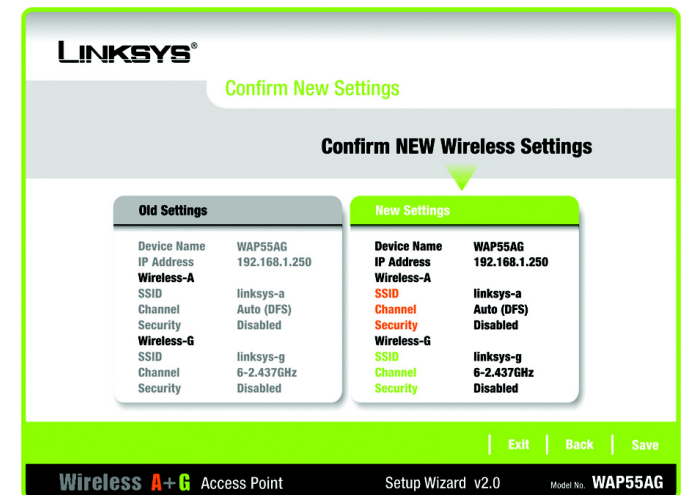 LINKSYS®
Confirm New Settings
Confirm NEW Wireless Settings
Old Settings
Device Name WAP55AG
IP Address 192.168.1.250
Wireless-A
SSID linksys-a
Channel Auto (DFS)
Security Disabled
Wireless-G
SSID linksys-g
Channel 6-2.437GHz
Security Disabled
New Settings
Device Name WAP55AG
IP Address 192.168.1.250
Wireless-A
SSID linksys-a
Channel Auto (DFS)
Security Disabled
Wireless-G
SSID linksys-g
Channel 6-2.437GHz
Security Disabled
Exit Back Save
Wireless A+G Access Point Setup Wizard v2.0 Model No. WAP55AG